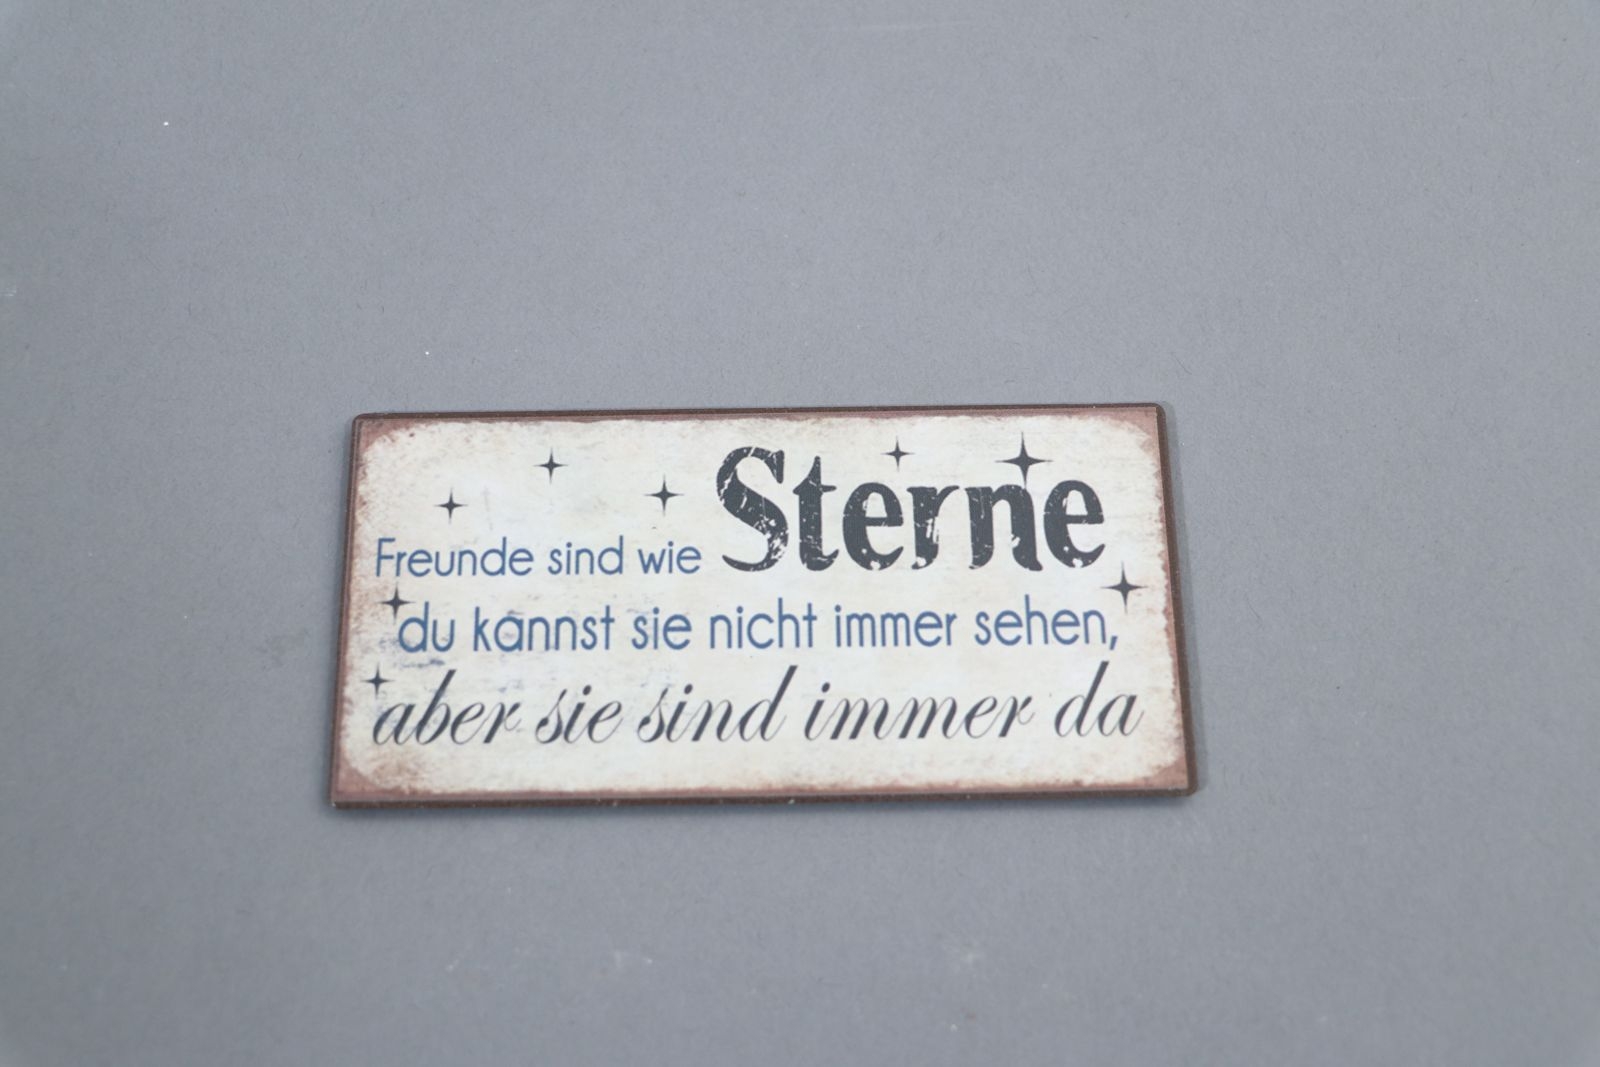 Freunde sind wie Sterne
du kannst sie nicht immer sehen,
aber sie sind immer da